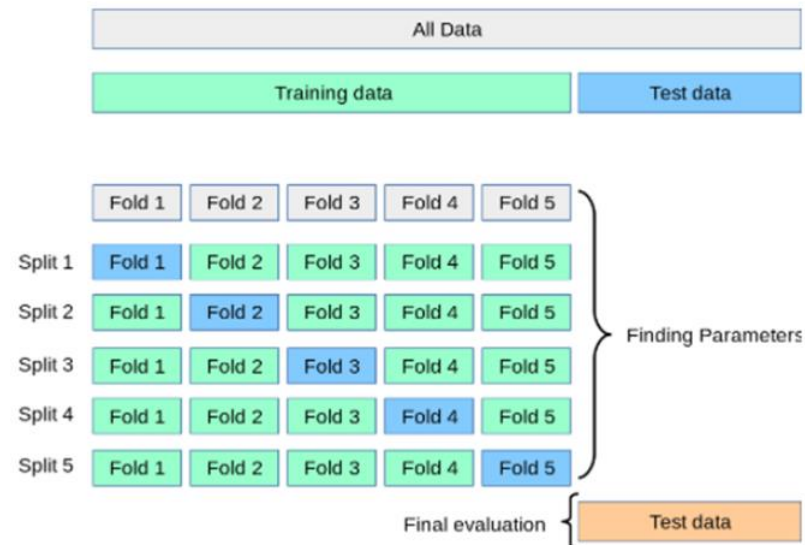 All Data
Training data Test data
Fold 1 Fold 2 Fold 3 Fold 4 Fold 5
Split 1 Fold 1 Fold 2 Fold 3 Fold 4 Fold 5
Split 2 Fold 1 Fold 2 Fold 3 Fold 4 Fold 5
Finding Parameters
Split 3 Fold 1 Fold 2 Fold 3 Fold 4 Fold 5
Split 4 Fold 1 Fold 2 Fold 3 Fold 4 Fold 5
Split 5 Fold 1 Fold 2 Fold 3 Fold 4 Fold 5
Final evaluation Test data